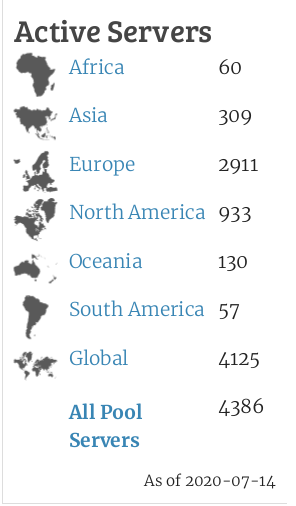 Active Servers
Africa 60
Asia 309
Europe 2911
North America 933
Oceania 130
South America 57
Global 4125
All Pool 4386
Servers
As of 2020-07-14